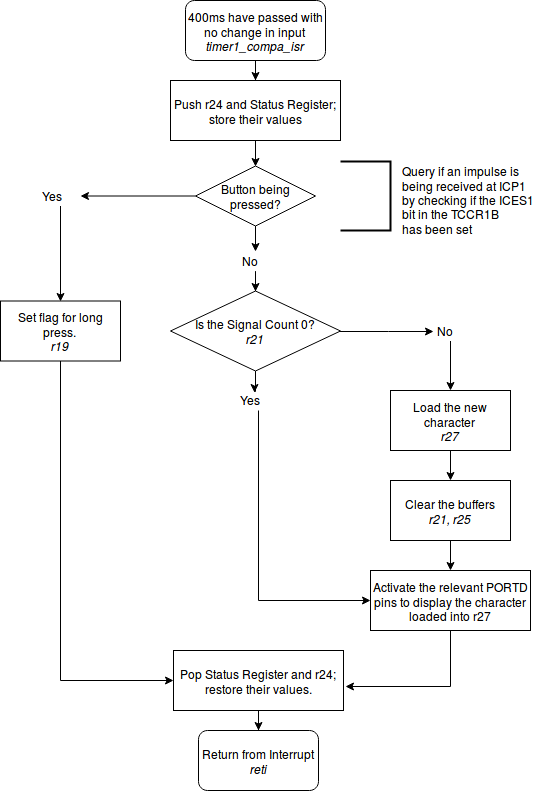 400ms have passed with
no change in input
timer1_compa_isr
Push r24 and Status Register;
store their values
Button being
pressed?
Query if an impulse is
being received at ICP1
by checking if the ICES1
bit in the TCCR1B
has been set
Yes
No
Set flag for long
press.
r19
Is the Signal Count 0?
r21
No
Yes
Load the new
character
r27
Clear the buffers
r21, r25
Activate the relevant PORTD
pins to display the character
loaded into r27
Pop Status Register and r24;
restore their values.
Return from Interrupt
reti